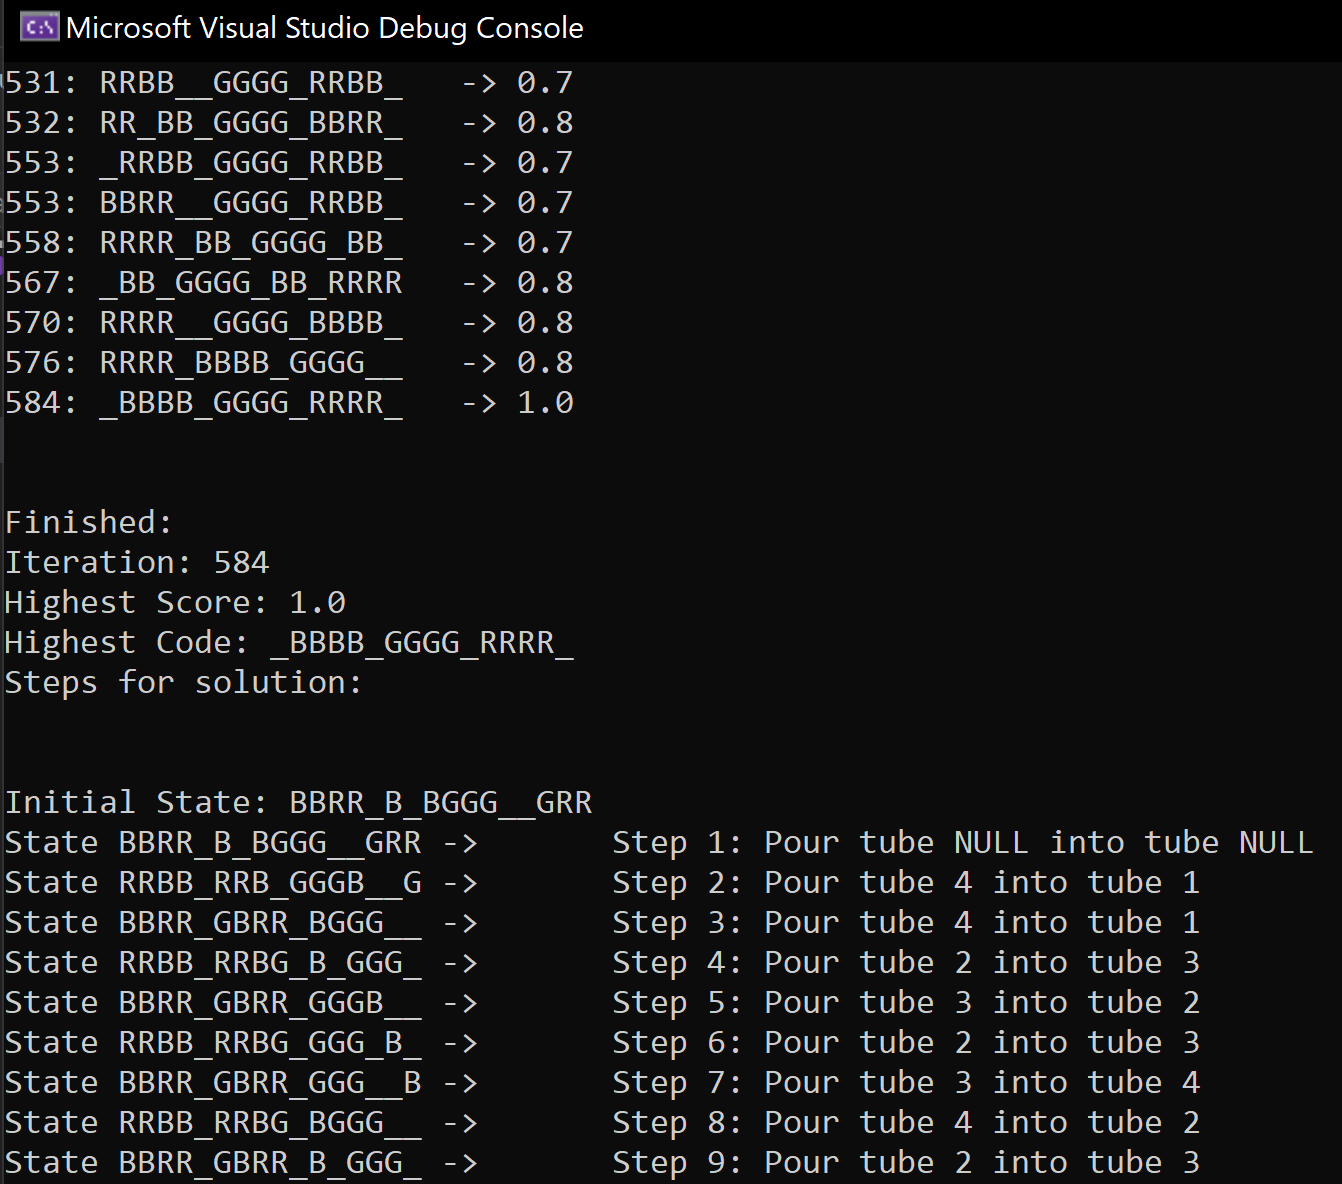 Microsoft Visual Studio Debug Console
531: RRBB__GGGG_RRBB_   -> 0.7
532: RR_BB_GGGG_BBRR_   -> 0.8
553: _RRBB_GGGG_RRBB_   -> 0.7
553: BBRR__GGGG_RRBB_   -> 0.7
558: RRRR_BB_GGGG_BB_   -> 0.7
567: _BB_GGGG_BB_RRRR   -> 0.8
570: RRRR__GGGG_BBBB_   -> 0.8
576: RRRR_BBBB_GGGG__   -> 0.8
584: _BBBB_GGGG_RRRR_   -> 1.0
Finished:
Iteration: 584
Highest Score: 1.0
Highest Code: _BBBB_GGGG_RRRR_
Steps for solution:
Initial State: BBRR_B_BGGG__GRR
State BBRR_B_BGGG__GRR ->       Step 1: Pour tube NULL into tube NULL
State RRBB_RRB_GGGB__G ->       Step 2: Pour tube 4 into tube 1
State BBRR_GBRR_BGGG__ ->       Step 3: Pour tube 4 into tube 1
State RRBB_RRBG_B_GGG_ ->       Step 4: Pour tube 2 into tube 3
State BBRR_GBRR_GGGB__ ->       Step 5: Pour tube 3 into tube 2
State RRBB_RRBG_GGG_B_ ->       Step 6: Pour tube 2 into tube 3
State BBRR_GBRR_GGG__B ->       Step 7: Pour tube 3 into tube 4
State RRBB_RRBG_BGGG__ ->       Step 8: Pour tube 4 into tube 2
State BBRR_GBRR_B_GGG_ ->       Step 9: Pour tube 2 into tube 3